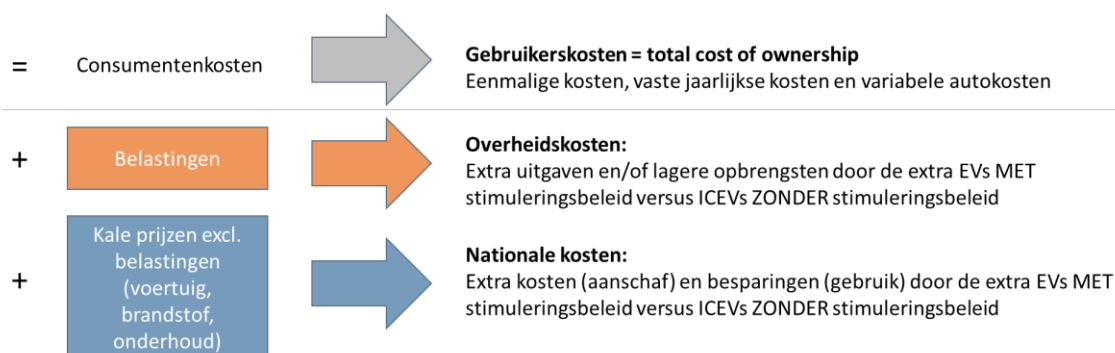 = Consumentenkosten
Gebruikerskosten = total cost of ownership
Eenmalige kosten, vaste jaarlijkse kosten en variabele autokosten
+ Belastingen
Overheidskosten:
Extra uitgaven en/of lagere opbrengsten door de extra EVs MET
stimuleringsbeleid versus ICEVs ZONDER stimuleringsbeleid
+
Kale prijzen excl.
belastingen
(voertuig,
brandstof,
onderhoud)
Nationale kosten:
Extra kosten (aanschaf) en besparingen (gebruik) door de extra EVs MET
stimuleringsbeleid versus ICEVs ZONDER stimuleringsbeleid